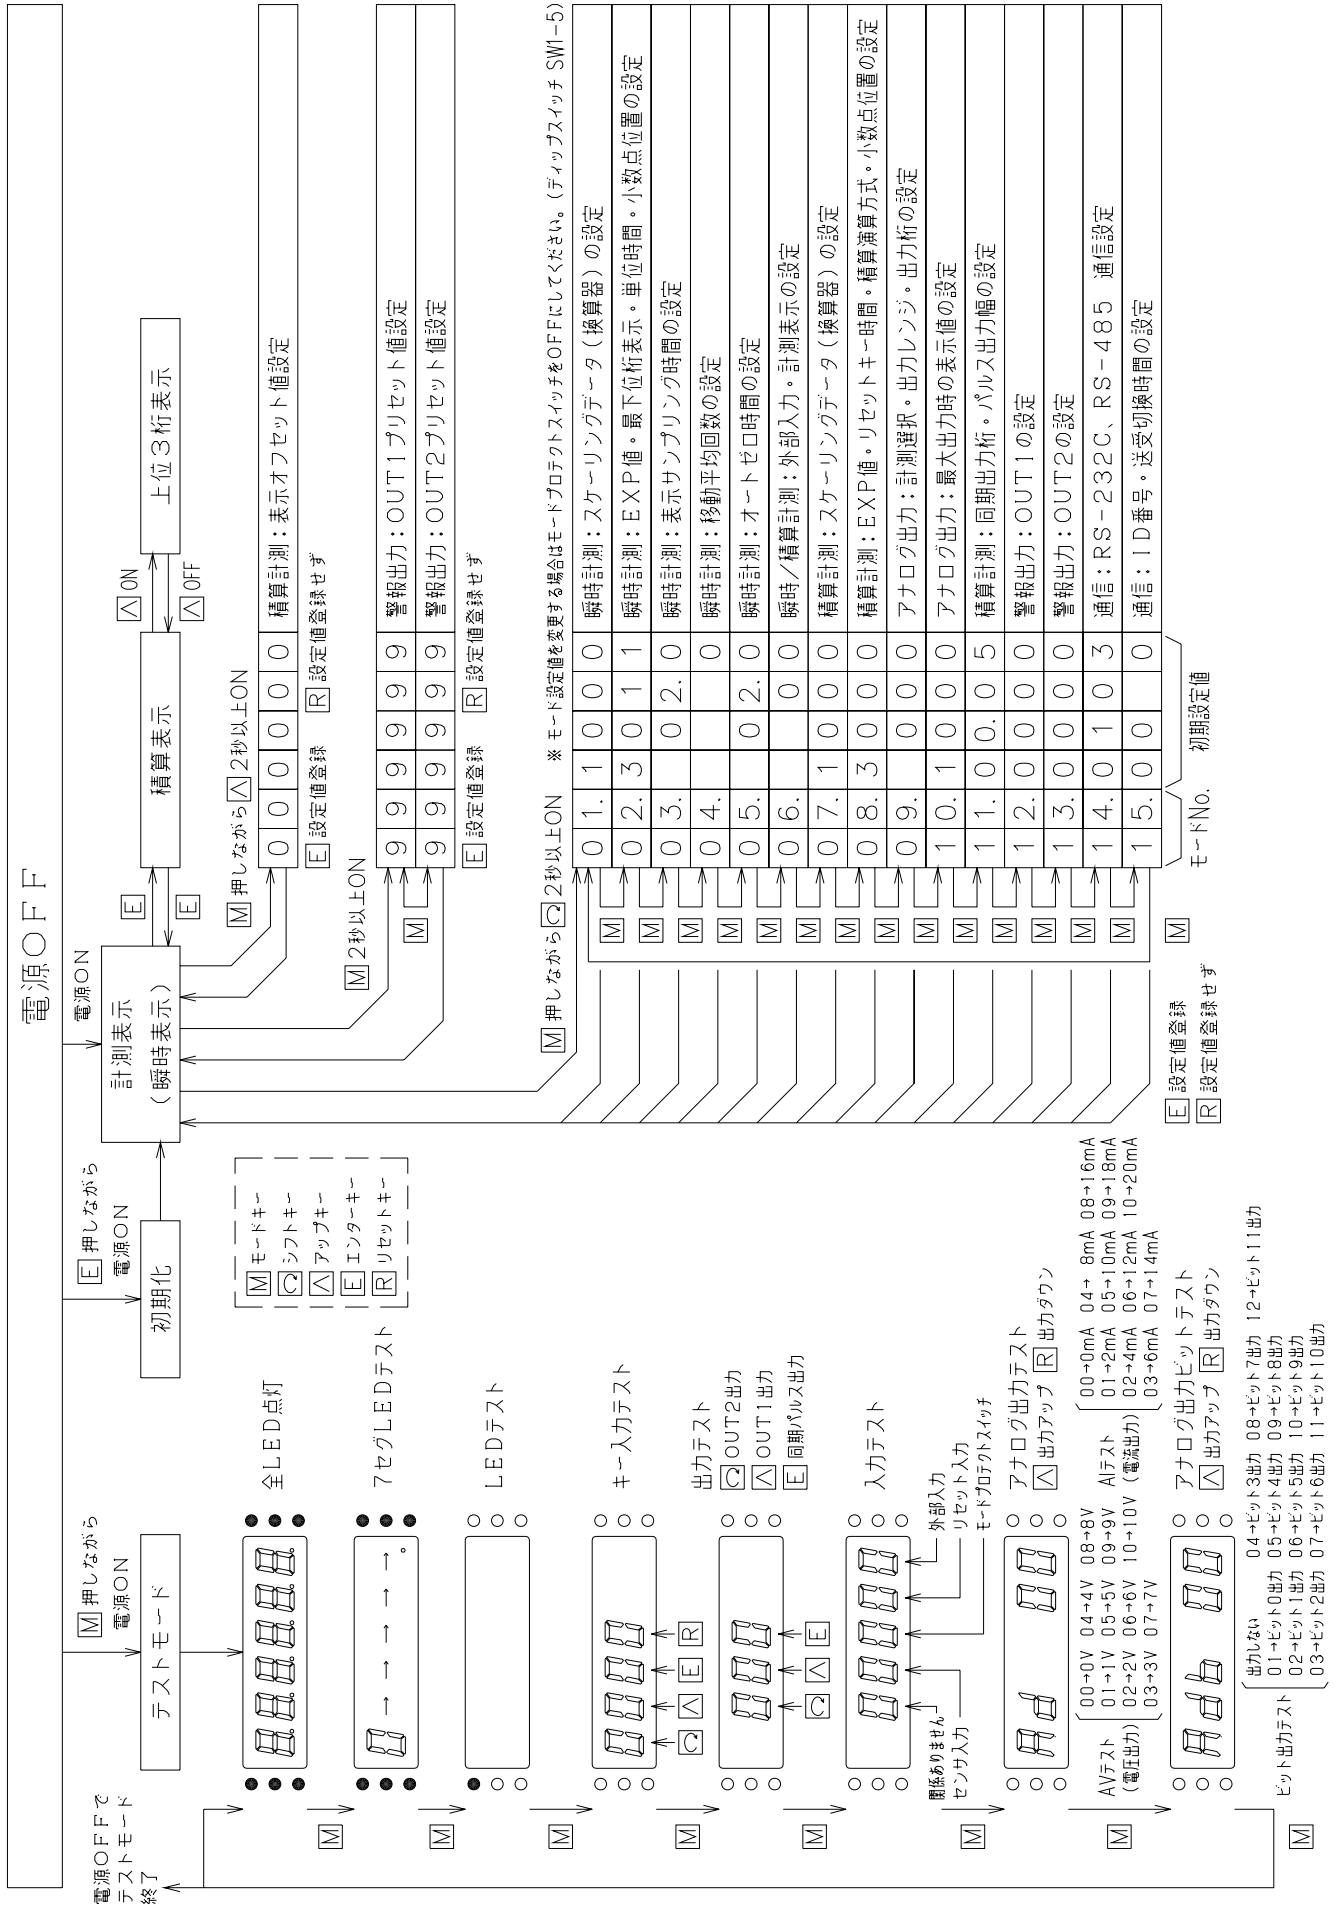 電源OFF
電源OFFで
テストモード
終了
M 押しながら
電源ON
テストモード
E 押しながら
電源ON
初期化
電源ON
計測表示
(瞬時表示)
E
E
積算表示
∧ ON
∧ OFF
上位3桁表示
M モードキー
シフトキー
∧ アップキー
E エンターキー
R リセットキー
M 押しながら ∧ 2秒以上ON
0 0 0 0 0 0 積算計測:表示オフセット値設定
E 設定値登録 R 設定値登録せず
M 2秒以上ON
9 9 9 9 9 9 警報出力:OUT1プリセット値設定
M
9 9 9 9 9 9 警報出力:OUT2プリセット値設定
E 設定値登録 R 設定値登録せず
M 押しながら 2秒以上ON ※ モード設定値を変更する場合はモードプロテクトスイッチをOFFにしてください。(ディップスイッチ SW1-5)
0 1. 1 0 0 0 瞬時計測:スケーリングデータ(換算器)の設定
M
0 2. 3 0 1 1 瞬時計測:EXP値・最下位桁表示・単位時間・小数点位置の設定
M
0 3. 0 2. 0 瞬時計測:表示サンプリング時間の設定
M
0 4. 0 瞬時計測:移動平均回数の設定
M
0 5. 0 2. 0 瞬時計測:オートゼロ時間の設定
M
0 6. 0 0 瞬時/積算計測:外部入力・計測表示の設定
M
0 7. 1 0 0 0 積算計測:スケーリングデータ(換算器)の設定
M
0 8. 3 0 0 0 積算計測:EXP値・リセットキー時間・積算演算方式・小数点位置の設定
M
0 9. 0 0 0 アナログ出力:計測選択・出力レンジ・出力桁の設定
M
1 0. 1 0 0 0 アナログ出力:最大出力時の表示値の設定
M
1 1. 0 0. 0 5 積算計測:同期出力桁・パルス出力幅の設定
M
1 2. 0 0 0 0 警報出力:OUT1の設定
M
1 3. 0 0 0 0 警報出力:OUT2の設定
M
1 4. 0 1 0 3 通信:RS-232C、RS-485 通信設定
M
1 5. 0 0 0 通信:ID番号・送受切換時間の設定
M
モードNo. 初期設定値
E 設定値登録
R 設定値登録せず
8.8.8.8.8.8. 全LED点灯
M
0 → → → → → 。 7セグLEDテスト
M
LEDテスト
M
0000 キー入力テスト
∧ E R
M
000 出力テスト
OUT2出力
∧ OUT1出力
E 同期パルス出力
∧ E
M
00000 入力テスト
関係ありません
センサ入力
外部入力
リセット入力
モードプロテクトスイッチ
M
Ad 00 アナログ出力テスト
∧ 出力アップ R 出力ダウン
AVテスト
(電圧出力)
00→0V 04→4V 08→8V
01→1V 05→5V 09→9V
02→2V 06→6V 10→10V
03→3V 07→7V
AIテスト
(電流出力)
00→0mA 04→ 8mA 08→16mA
01→2mA 05→10mA 09→18mA
02→4mA 06→12mA 10→20mA
03→6mA 07→14mA
M
Adb 00 アナログ出力ビットテスト
∧ 出力アップ R 出力ダウン
ビット出力テスト
出力しない 04→ビット3出力 08→ビット7出力 12→ビット11出力
01→ビット0出力 05→ビット4出力 09→ビット8出力
02→ビット1出力 06→ビット5出力 10→ビット9出力
03→ビット2出力 07→ビット6出力 11→ビット10出力
M